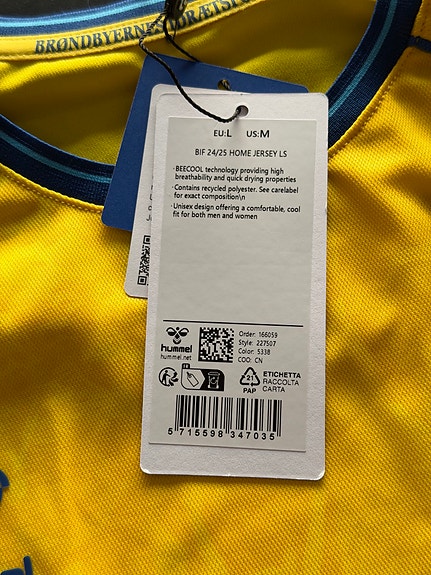 BRØNDBYERNES IDRÆTSFO
EU:L US:M
BIF 24/25 HOME JERSEY LS
·BEECOOL technology providing high
breathability and quick drying properties
·Contains recycled polyester. See carelabel
for exact composition\n
·Unisex design offering a comfortable, cool
fit for both men and women
hummel
hummel.net
Order: 166059
Style: 227507
Color: 5338
COO: CN
FR
21
PAP
ETICHETTA
RACCOLTA
CARTA
5 715598 347035